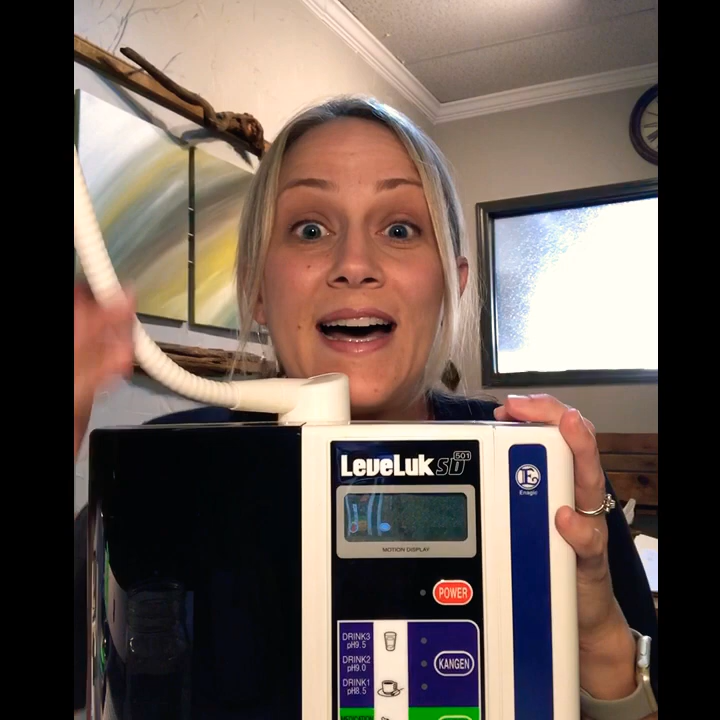 LeveLuk SD 501
Enagic
MOTION DISPLAY
POWER
DRINK3
pH9.5
DRINK2
pH9.0
KANGEN
DRINK1
pH8.5